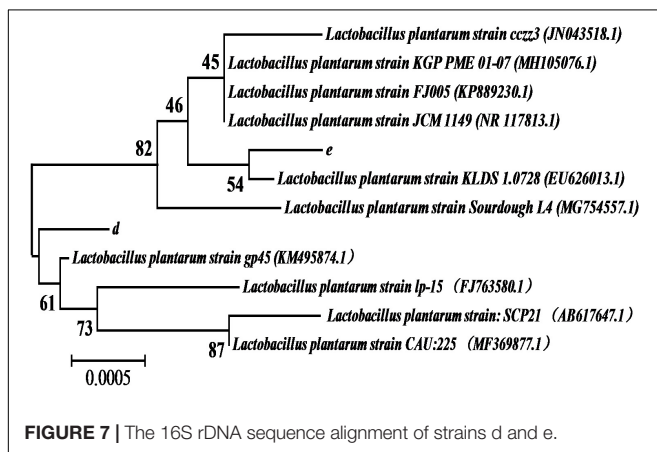 Lactobacillus plantarum strain cczz3 (JN043518.1)
45
Lactobacillus plantarum strain KGP PME 01-07 (MH105076.1)
Lactobacillus plantarum strain FJ005 (KP889230.1)
46
Lactobacillus plantarum strain JCM 1149 (NR 117813.1)
82
e
54
Lactobacillus plantarum strain KLDS 1.0728 (EU626013.1)
Lactobacillus plantarum strain Sourdough L4 (MG754557.1)
d
Lactobacillus plantarum strain gp45 (KM495874.1)
61
Lactobacillus plantarum strain lp-15 (FJ763580.1)
73
Lactobacillus plantarum strain: SCP21 (AB617647.1)
87
Lactobacillus plantarum strain CAU:225 (MF369877.1)
0.0005
FIGURE 7 | The 16S rDNA sequence alignment of strains d and e.